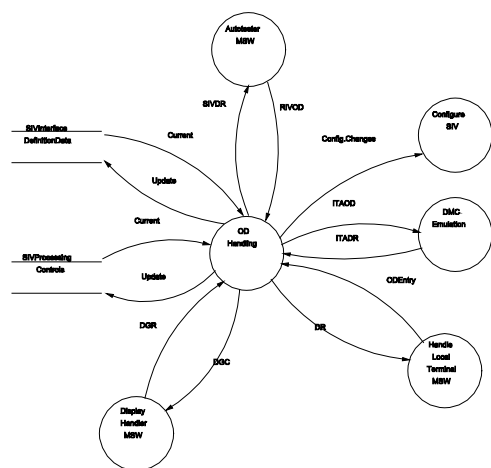 Autotester
MSW
SIVDR
RIVOD
Configure
SIV
Config.Changes
SIVInterface
DefinitionData
Current
Update
ITAOD
DMC
Emulation
ITADR
OD
Handling
Current
SIVProcessing
Controls
Update
ODEntry
DGR
DR
DGC
Handle
Local
Terminal
MSW
Display
Handler
MSW